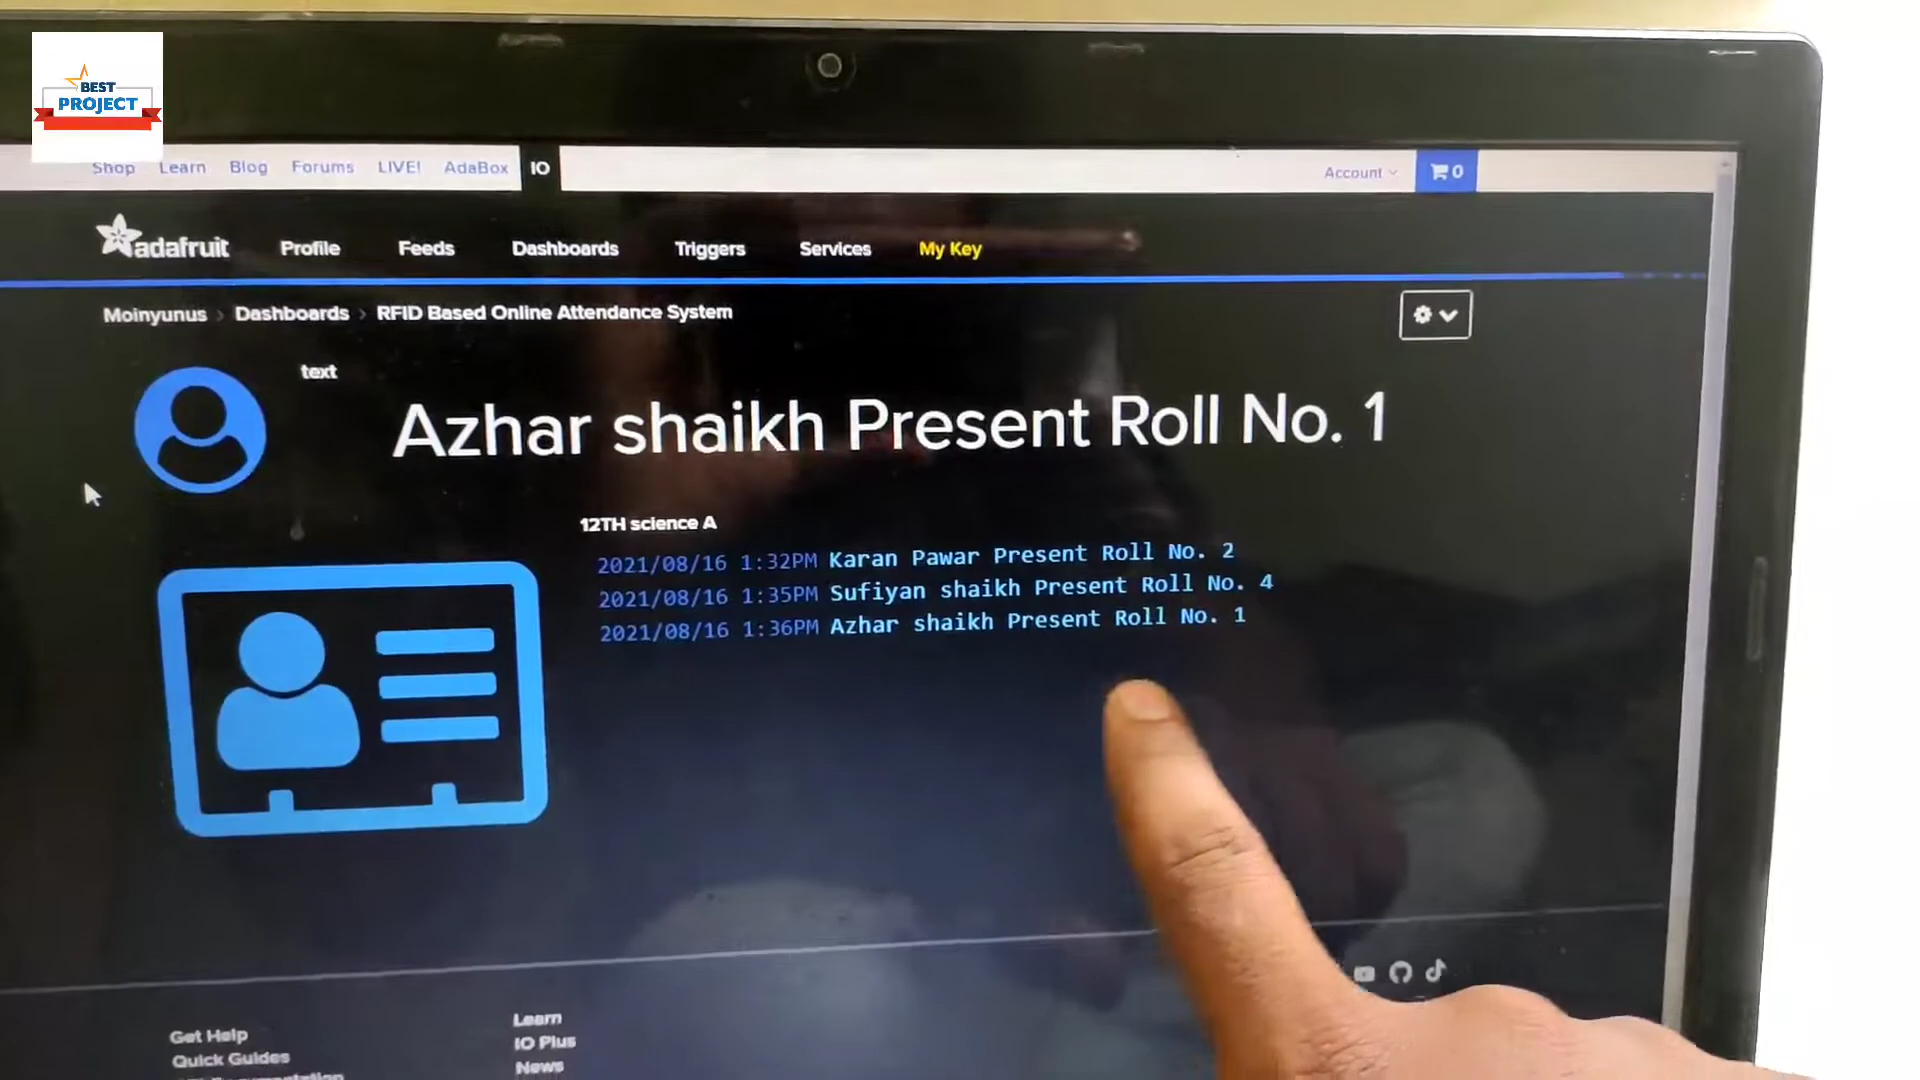 BEST
PROJECT
Shop Learn Blog Forums LIVE! AdaBox IO Account 0
adafruit Profile Feeds Dashboards Triggers Services My Key
Moinyunus > Dashboards > RFID Based Online Attendance System
text
Azhar shaikh Present Roll No. 1
12TH science A
2021/08/16 1:32PM Karan Pawar Present Roll No. 2
2021/08/16 1:35PM Sufiyan shaikh Present Roll No. 4
2021/08/16 1:36PM Azhar shaikh Present Roll No. 1
Get Help
Quick Guides
Learn
IO Plus
News